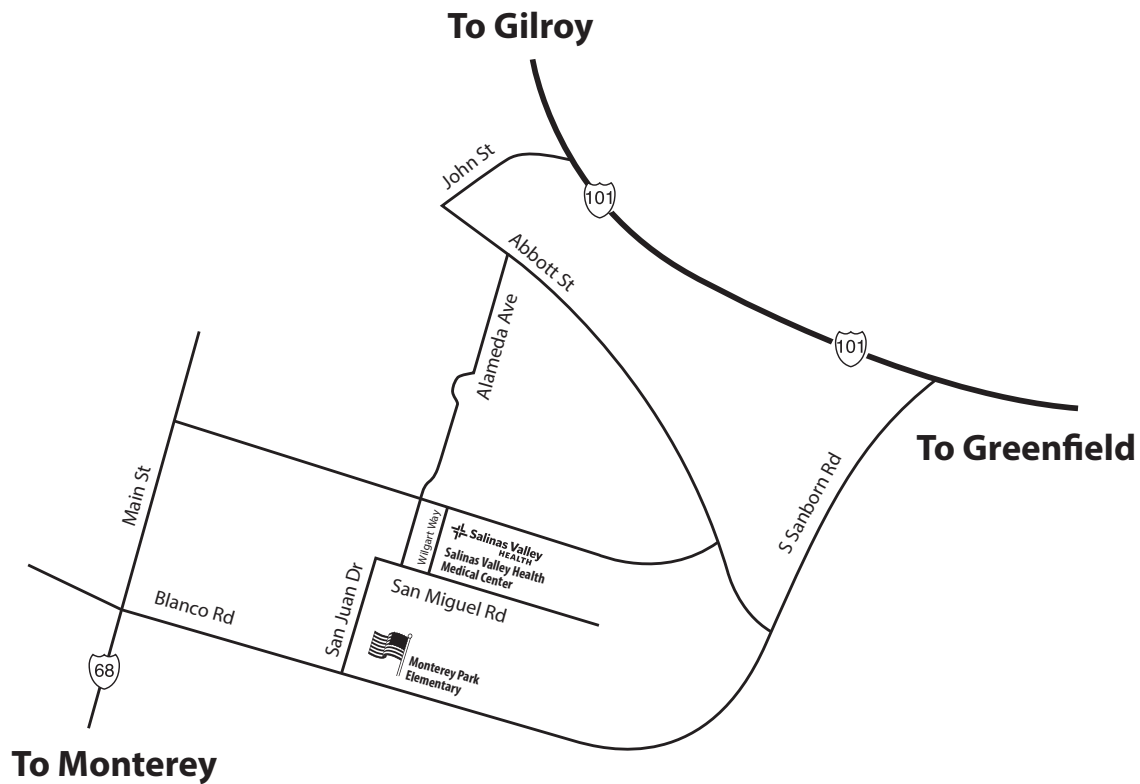 To Gilroy
John St
101
Abbott St
Alameda Ave
101
To Greenfield
Main St
S Sanborn Rd
Wilgart Way
Salinas Valley
HEALTH
Salinas Valley Health
Medical Center
San Miguel Rd
San Juan Dr
Blanco Rd
Monterey Park
Elementary
68
To Monterey